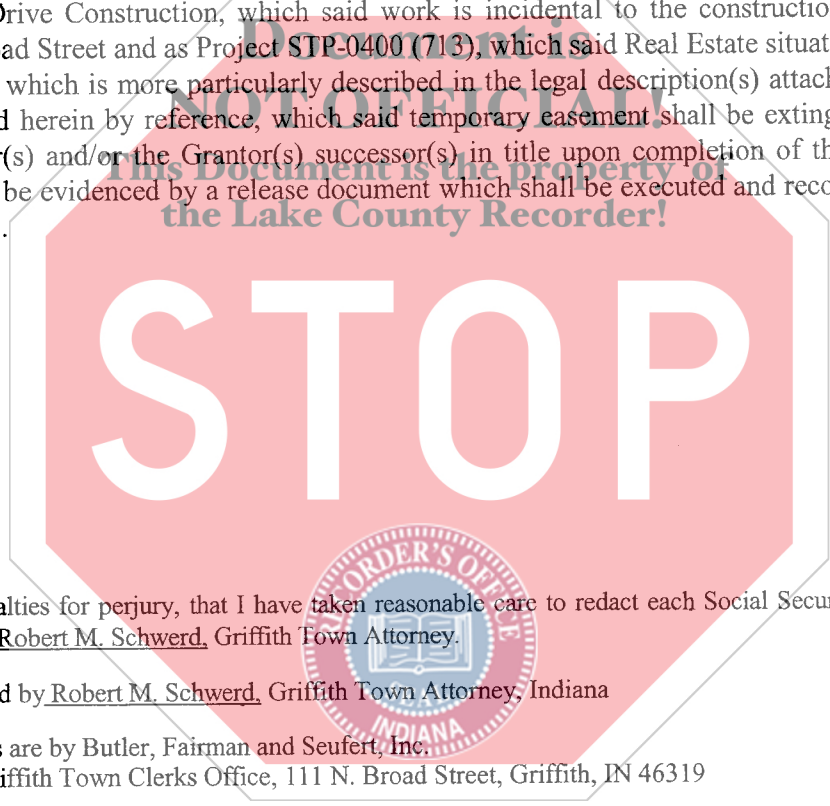 Drive Construction, which said work is incidental to the constructio
ad Street and as Project STP-0400 (713), which said Real Estate situat
which is more particularly described in the legal description(s) attach
d herein by reference, which said temporary easement shall be exting
r(s) and/or the Grantor(s) successor(s) in title upon completion of th
be evidenced by a release document which shall be executed and reco
.
Document is
NOT OFFICIAL!
This Document is the property of
the Lake County Recorder!
STOP
RECORDER'S OFFICE
SEAL
INDIANA
alties for perjury, that I have taken reasonable care to redact each Social Secur
Robert M. Schwerd, Griffith Town Attorney.
d by Robert M. Schwerd, Griffith Town Attorney, Indiana
s are by Butler, Fairman and Seufert, Inc.
iffith Town Clerks Office, 111 N. Broad Street, Griffith, IN 46319